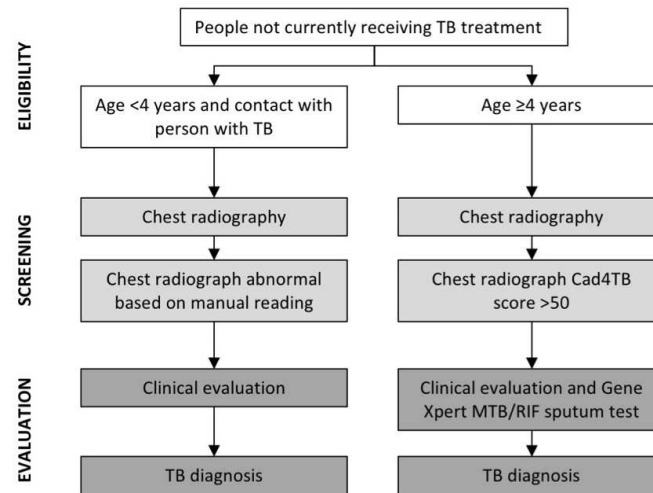 ELIGIBILITY
People not currently receiving TB treatment
Age <4 years and contact with
person with TB
Age ≥4 years
SCREENING
Chest radiography
Chest radiography
Chest radiograph abnormal
based on manual reading
Chest radiograph Cad4TB
score >50
EVALUATION
Clinical evaluation
Clinical evaluation and Gene
Xpert MTB/RIF sputum test
TB diagnosis
TB diagnosis